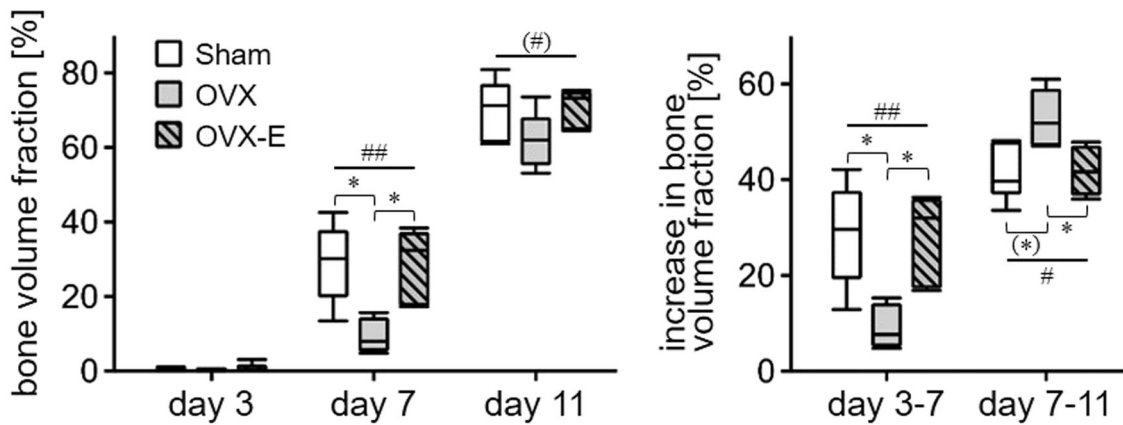 bone volume fraction [%]
80
60
40
20
0
Sham
OVX
OVX-E
##
*
*
(#)
day 3
day 7
day 11
increase in bone
volume fraction [%]
60
40
20
0
##
*
*
(*)
*
#
day 3-7
day 7-11